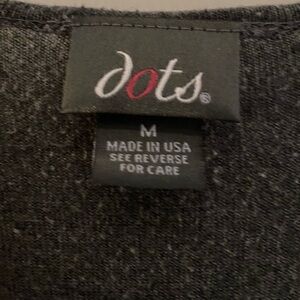 dots®
M
MADE IN USA
SEE REVERSE
FOR CARE